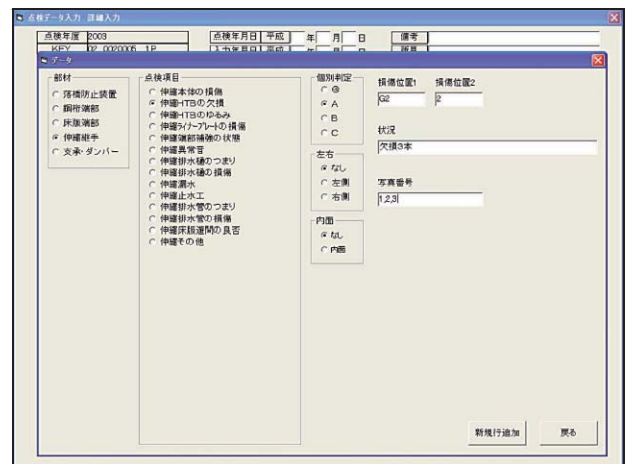 点検データ入力 詳細入力
点検年度 2003 点検年月日 平成 年 月 日 備考
KEY 02 0020005 1P 入力年月日 平成 年 月 日
データ
部材
落橋防止装置
鋼桁端部
床版端部
伸縮継手
支承・ダンパー
点検項目
伸縮本体の損傷
伸縮HTBの欠損
伸縮HTBのゆるみ
伸縮ライナープレートの損傷
伸縮端部補強の状態
伸縮異常音
伸縮排水樋のつまり
伸縮排水樋の損傷
伸縮漏水
伸縮止水工
伸縮排水管のつまり
伸縮排水管の損傷
伸縮床版遊間の良否
伸縮その他
個別判定
A
B
C
左右
なし
左側
右側
内面
なし
内面
損傷位置1 損傷位置2
G2 2
状況
欠損3本
写真番号
1,2,3
新規行追加 戻る